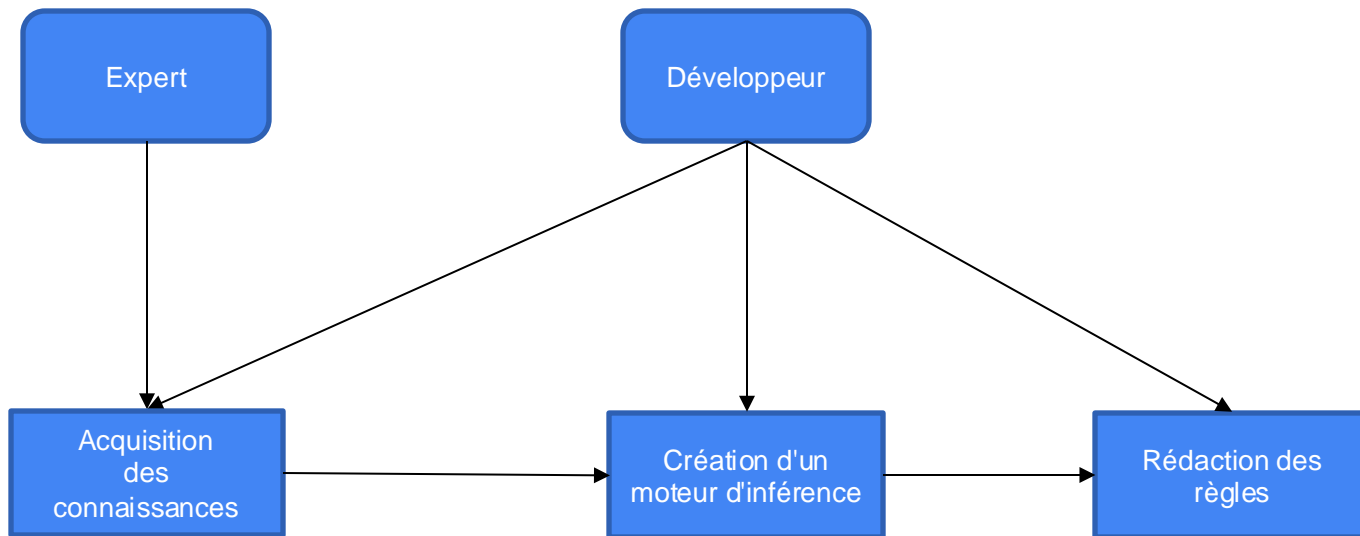 Expert
Développeur
Acquisition
des
connaissances
Création d'un
moteur d'inférence
Rédaction des
règles